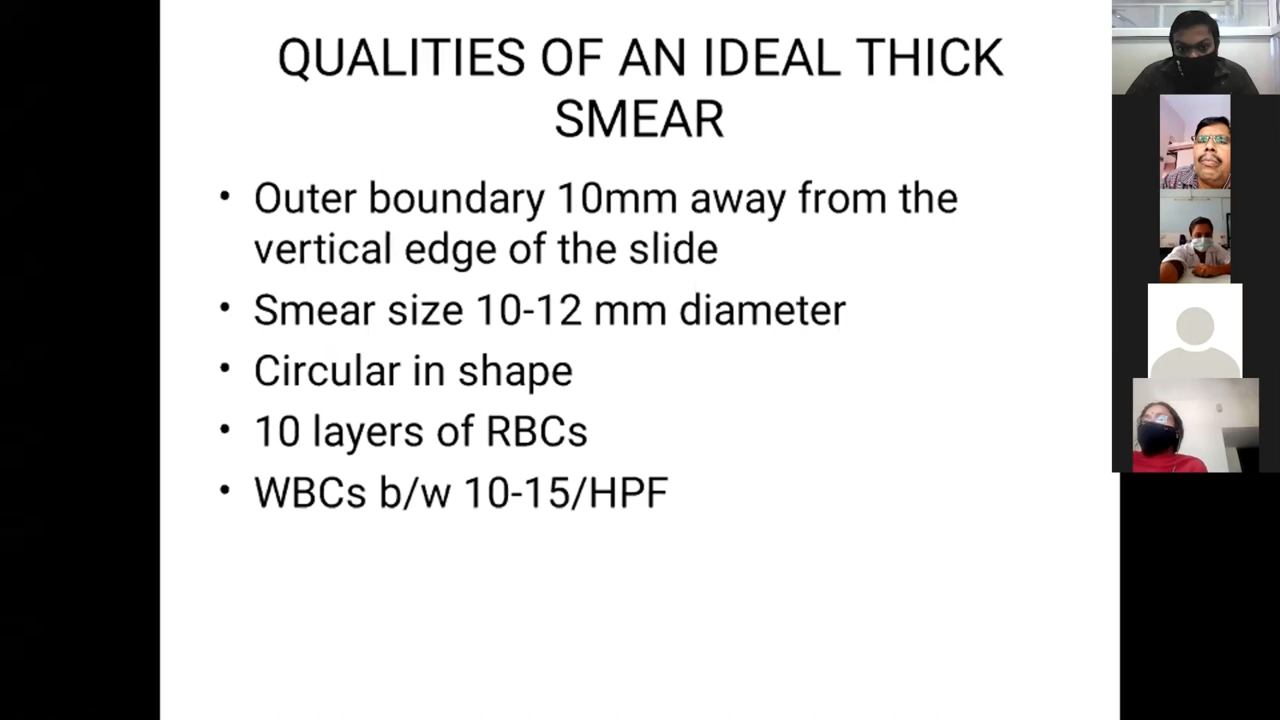 QUALITIES OF AN IDEAL THICK
SMEAR
• Outer boundary 10mm away from the
vertical edge of the slide
• Smear size 10-12 mm diameter
• Circular in shape
• 10 layers of RBCs
• WBCs b/w 10-15/HPF